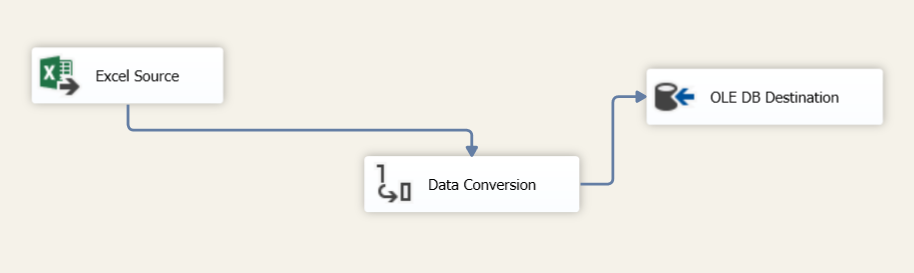 Excel Source
OLE DB Destination
Data Conversion